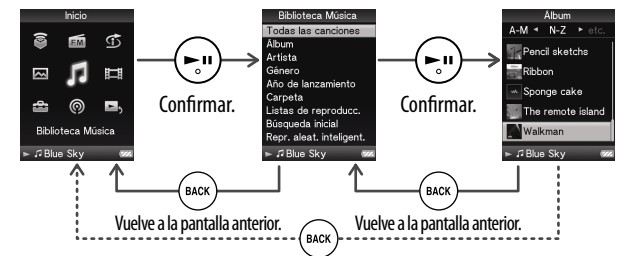 Inicio
FM
Biblioteca Música
Blue Sky
Confirmar.
Biblioteca Música
Todas las canciones
Álbum
Artista
Género
Año de lanzamiento
Carpeta
Listas de reproducc.
Búsqueda inicial
Repr. aleat. inteligent.
Blue Sky
Confirmar.
Álbum
A-M N-Z etc.
Pencil sketchs
Ribbon
Sponge cake
The remote island
Walkman
Blue Sky
BACK
BACK
Vuelve a la pantalla anterior.
Vuelve a la pantalla anterior.
BACK